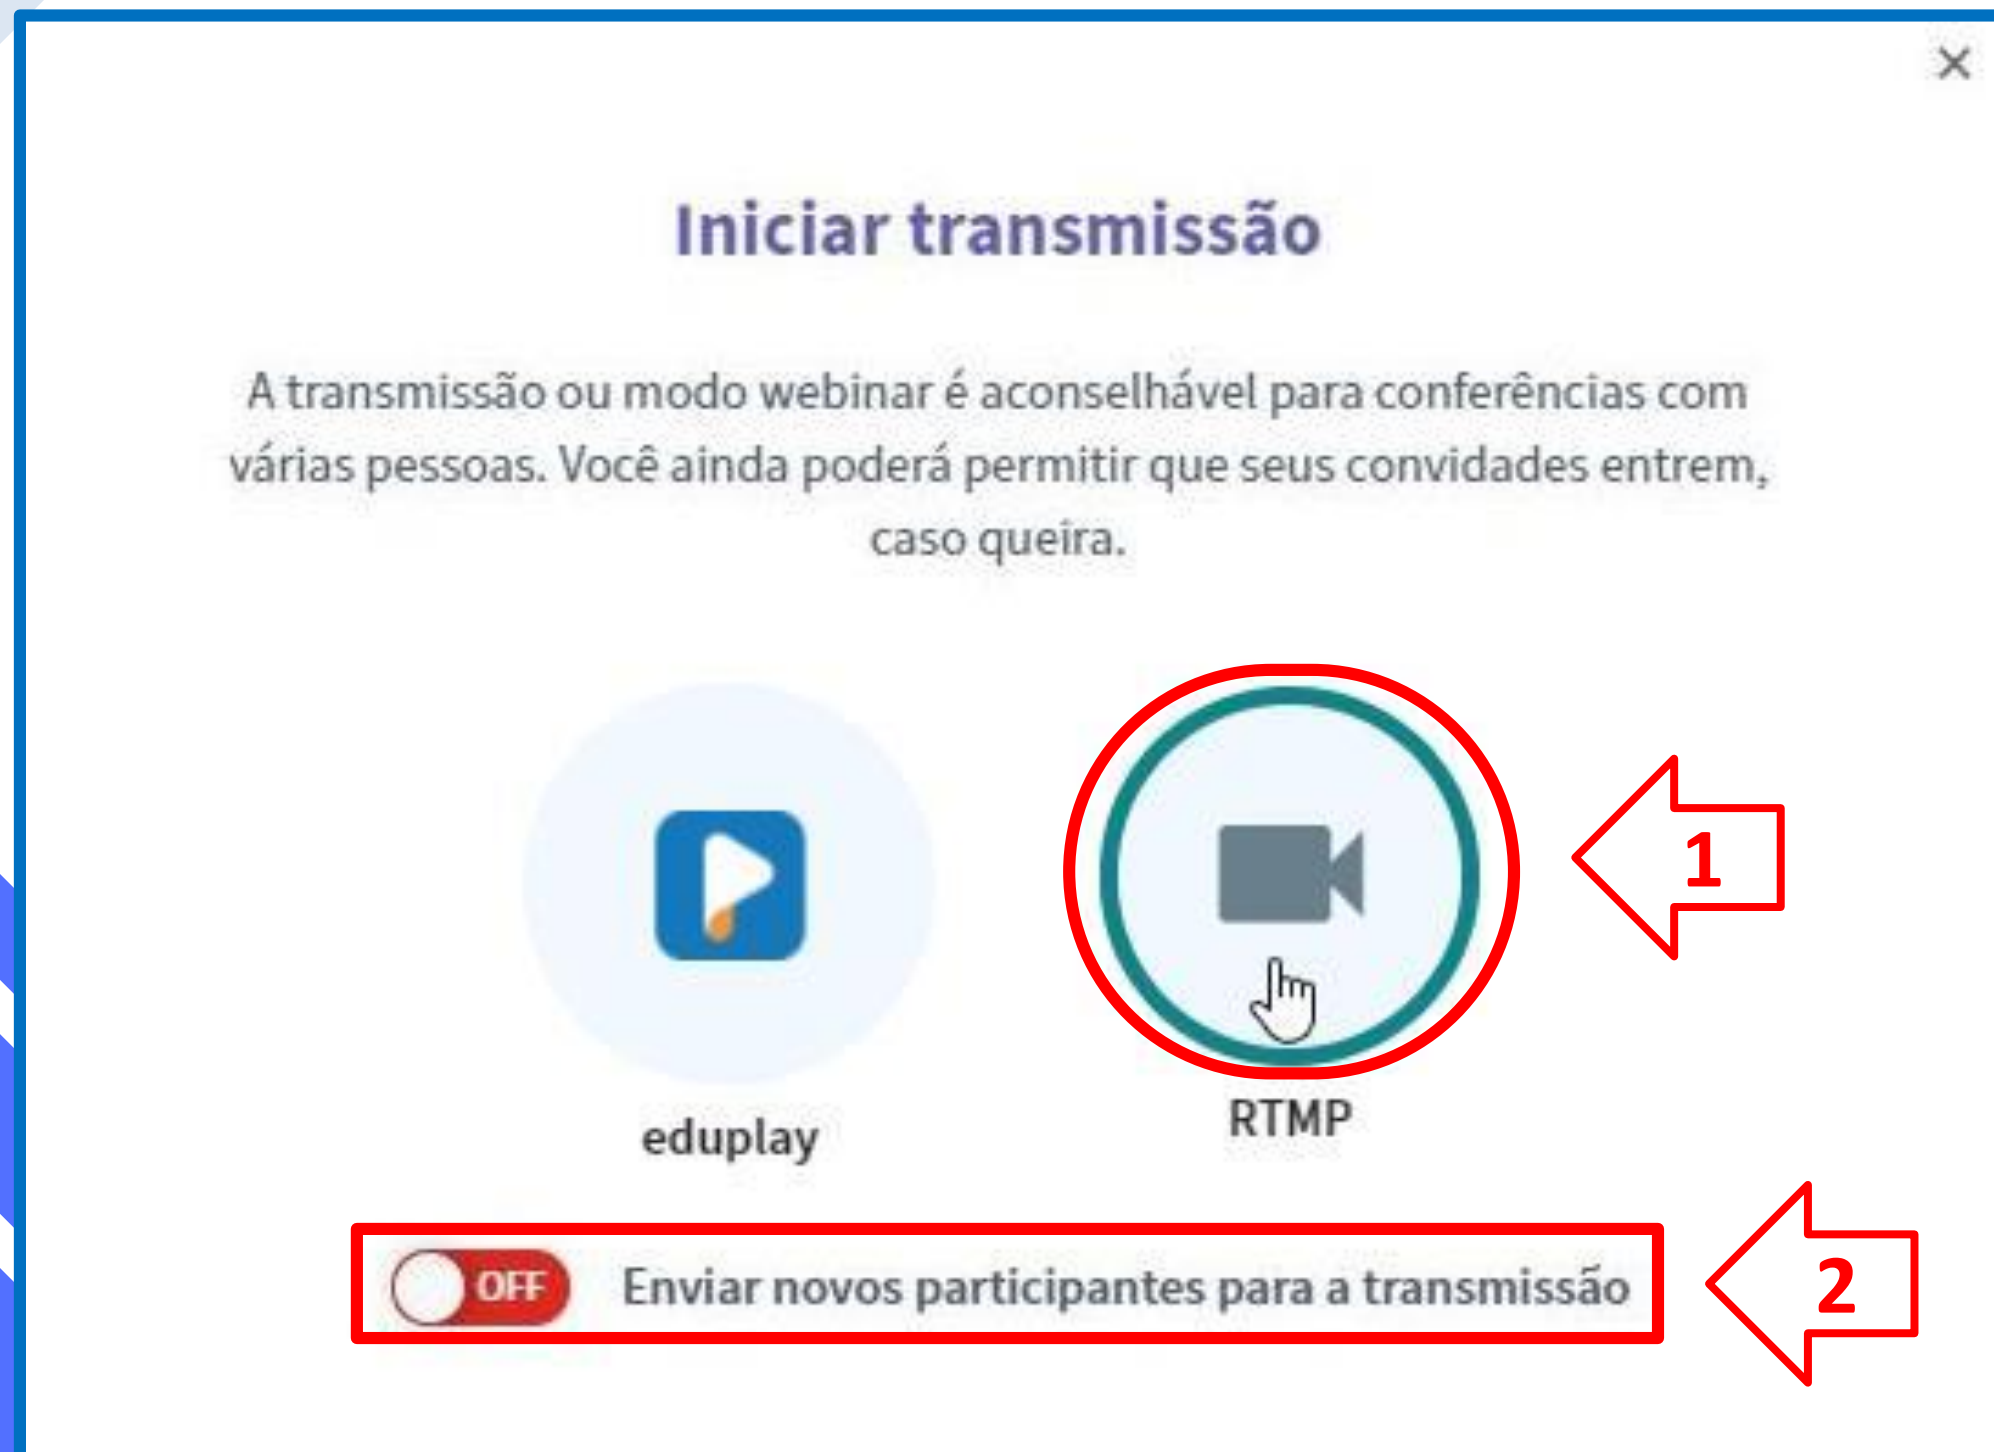 Iniciar transmissão
A transmissão ou modo webinar é aconselhável para conferências com
várias pessoas. Você ainda poderá permitir que seus convidades entrem,
caso queira.
1
eduplay
RTMP
OFF Enviar novos participantes para a transmissão
2